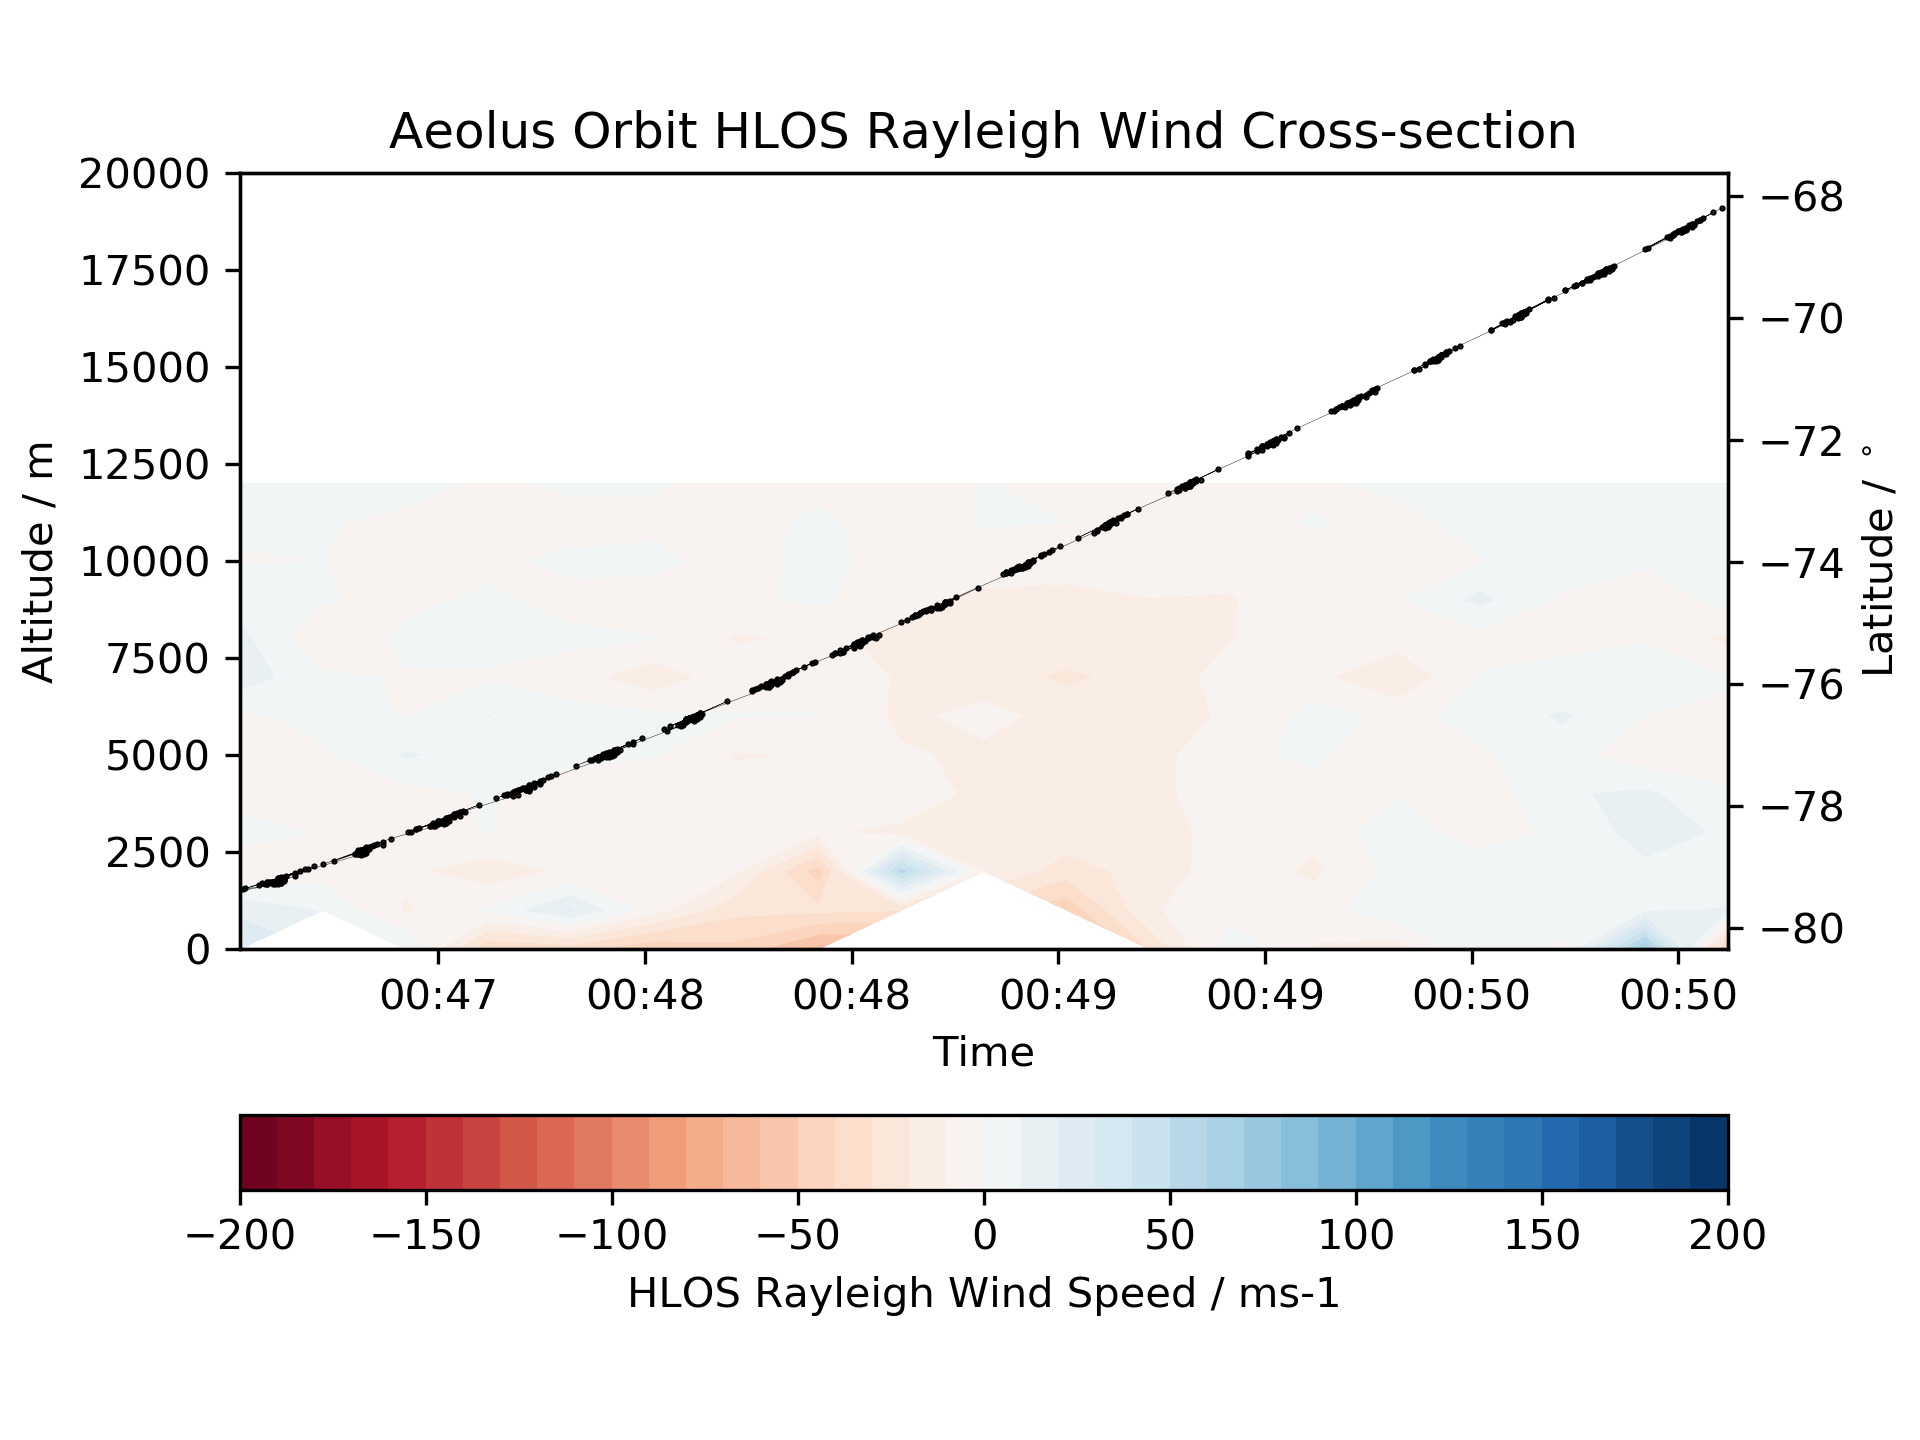 Aeolus Orbit HLOS Rayleigh Wind Cross-section
20000
17500
15000
12500
10000
7500
5000
2500
0
Altitude / m
−68
−70
−72
−74
−76
−78
−80
Latitude / °
00:47 00:48 00:48 00:49 00:49 00:50 00:50
Time
−200 −150 −100 −50 0 50 100 150 200
HLOS Rayleigh Wind Speed / ms-1